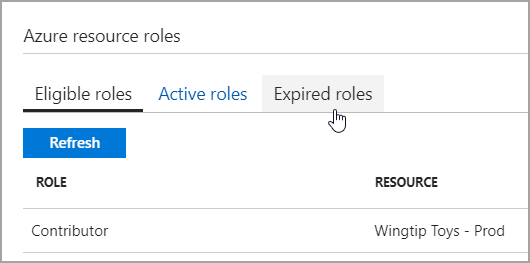 Azure resource roles
Eligible roles Active roles Expired roles
Refresh
ROLE RESOURCE
Contributor Wingtip Toys - Prod